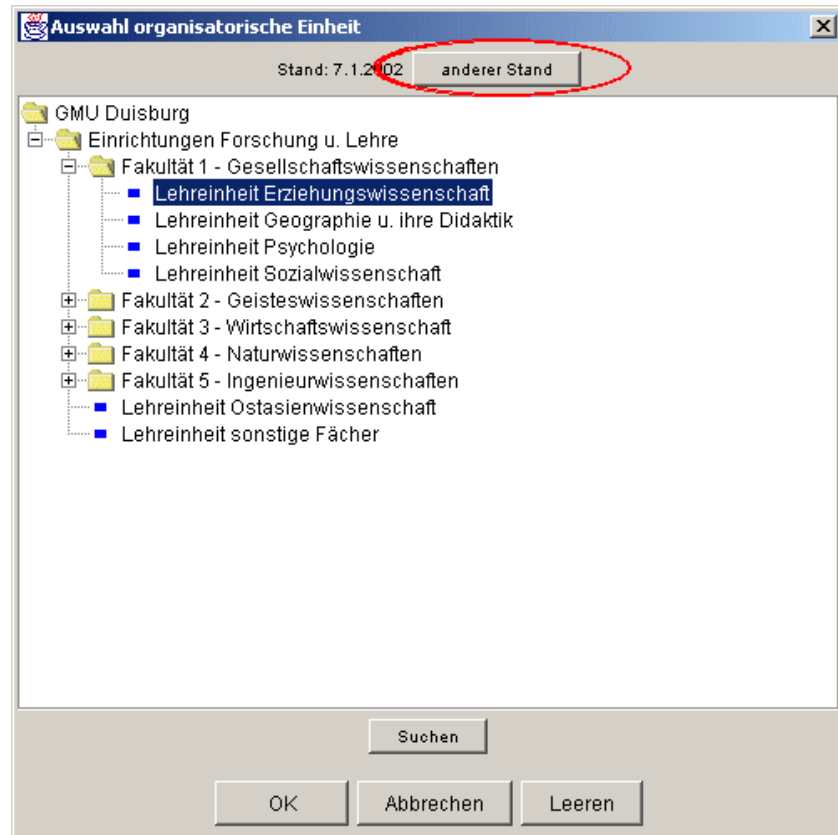 Auswahl organisatorische Einheit
Stand: 7.1.2002 anderer Stand
GMU Duisburg
Einrichtungen Forschung u. Lehre
Fakultät 1 - Gesellschaftswissenschaften
Lehreinheit Erziehungswissenschaft
Lehreinheit Geographie u. ihre Didaktik
Lehreinheit Psychologie
Lehreinheit Sozialwissenschaft
Fakultät 2 - Geisteswissenschaften
Fakultät 3 - Wirtschaftswissenschaft
Fakultät 4 - Naturwissenschaften
Fakultät 5 - Ingenieurwissenschaften
Lehreinheit Ostasienwissenschaft
Lehreinheit sonstige Fächer
Suchen
OK Abbrechen Leeren